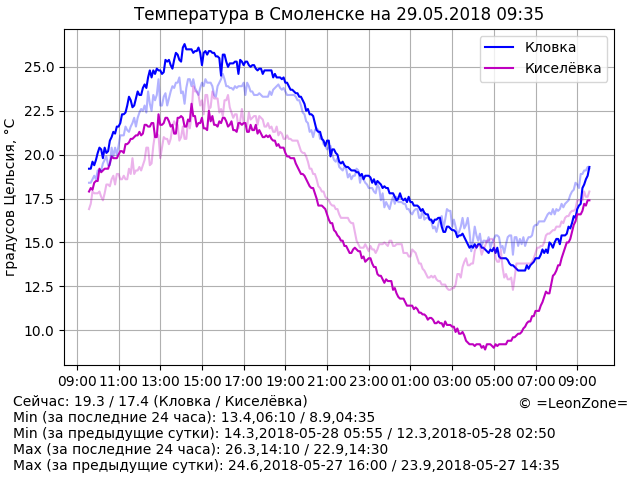 Температура в Смоленске на 29.05.2018 09:35
Кловка
Киселёвка
градусов Цельсия, °C
25.0
22.5
20.0
17.5
15.0
12.5
10.0
09:00 11:00 13:00 15:00 17:00 19:00 21:00 23:00 01:00 03:00 05:00 07:00 09:00
Сейчас: 19.3 / 17.4 (Кловка / Киселёвка)
© =LeonZone=
Min (за последние 24 часа): 13.4,06:10 / 8.9,04:35
Min (за предыдущие сутки): 14.3,2018-05-28 05:55 / 12.3,2018-05-28 02:50
Max (за последние 24 часа): 26.3,14:10 / 22.9,14:30
Max (за предыдущие сутки): 24.6,2018-05-27 16:00 / 23.9,2018-05-27 14:35